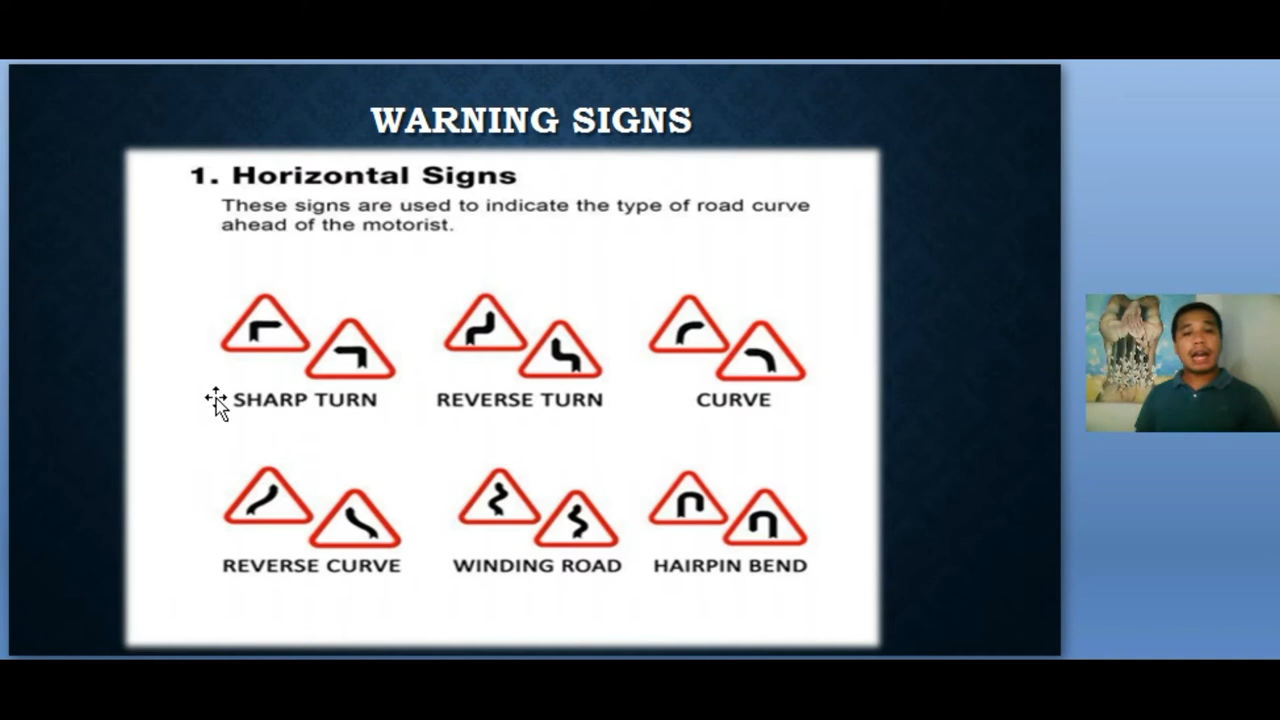 WARNING SIGNS
1. Horizontal Signs
These signs are used to indicate the type of road curve
ahead of the motorist.
SHARP TURN
REVERSE TURN
CURVE
REVERSE CURVE
WINDING ROAD
HAIRPIN BEND